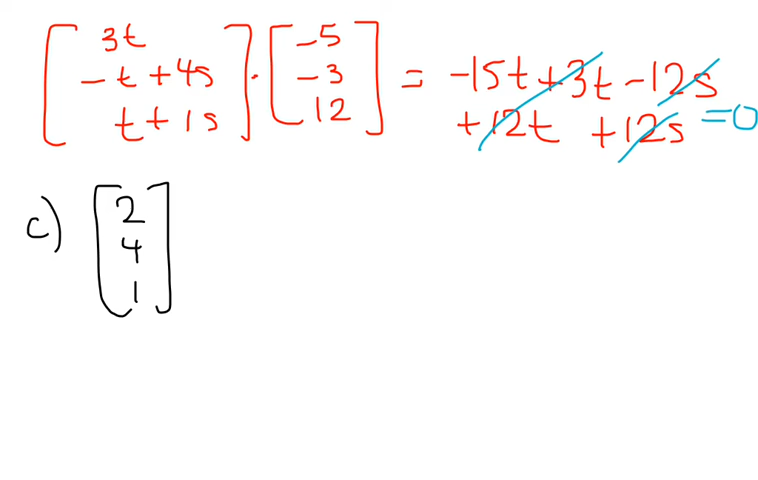 [3t, -t + 4s, t + 1s] · [-5, -3, 12] = -15t + 3t - 12s
+12t + 12s = 0
c) [2, 4, 1]